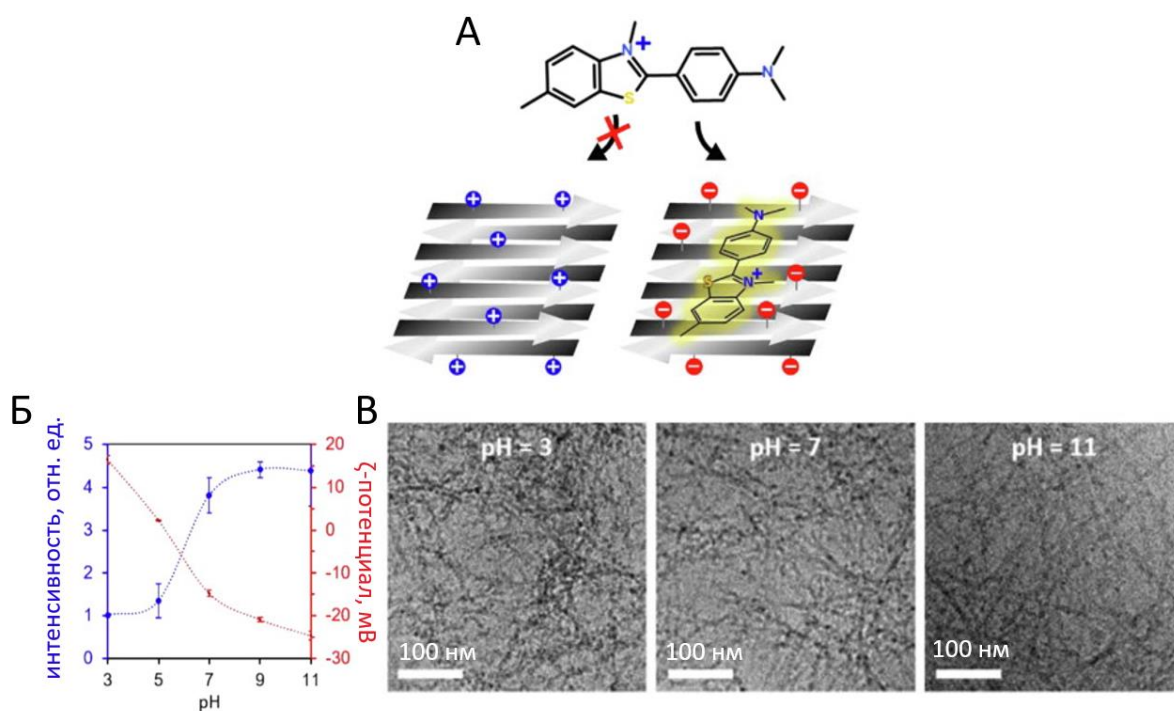 А
N
+
N
S
+ +
+
+ +
+
+ +
− −
−
−
− −
− −
N
S
N
+
Б
интенсивность, отн. ед.
5
4
3
2
1
0
20
10
0
-10
-20
-30
ζ-потенциал, мВ
3 5 7 9 11
pH
В
pH = 3
100 нм
pH = 7
100 нм
pH = 11
100 нм